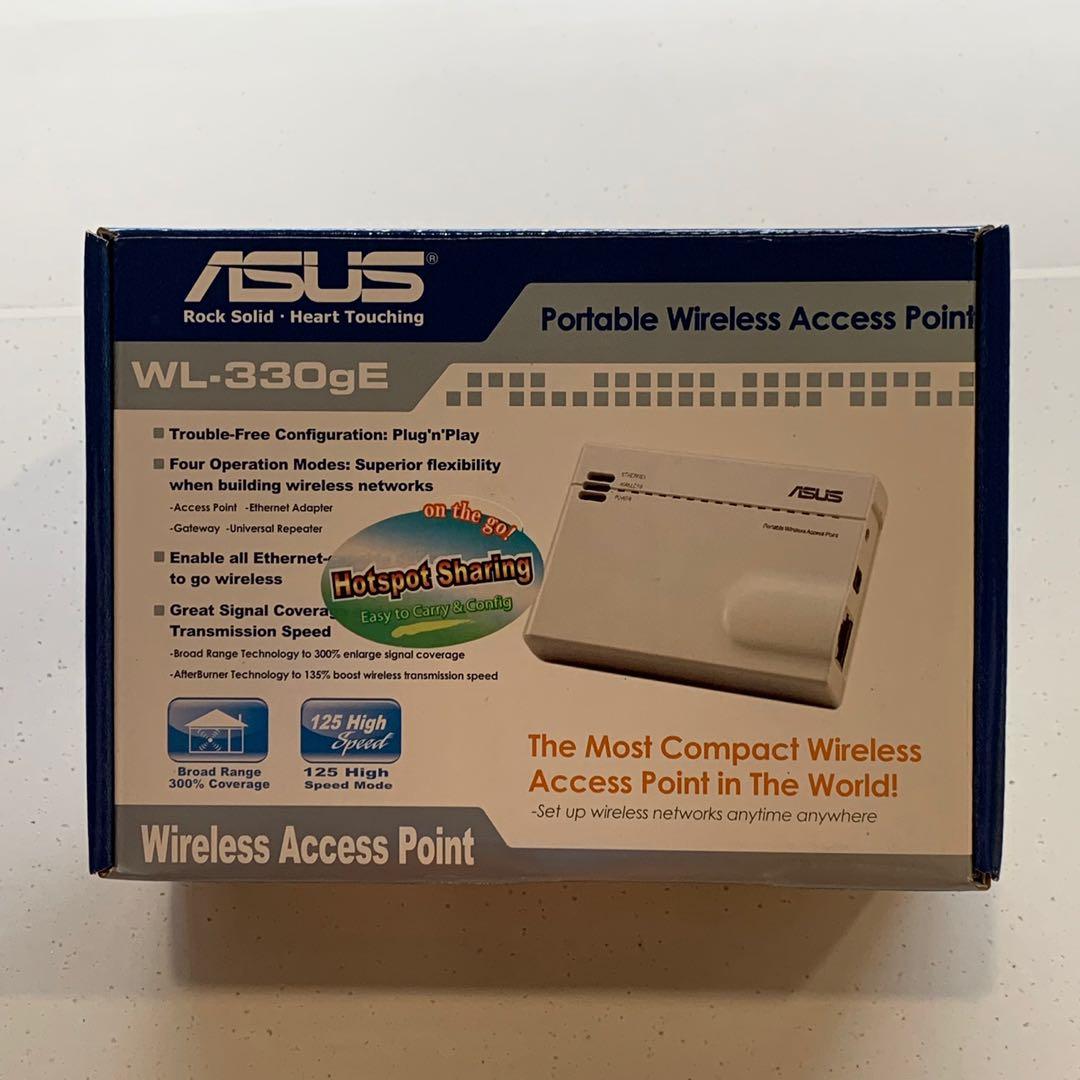 ASUS®
Rock Solid · Heart Touching
Portable Wireless Access Point
WL-330gE
Trouble-Free Configuration: Plug'n'Play
Four Operation Modes: Superior flexibility
when building wireless networks
-Access Point -Ethernet Adapter
-Gateway -Universal Repeater
Enable all Ethernet-
to go wireless
Great Signal
Transmission Speed
-Broad Range Technology to 300% enlarge signal coverage
-AfterBurner Technology to 135% boost wireless transmission speed
on the go!
Hotspot Sharing
Easy to Carry & Config
ETHERNET
POWER
ASUS
Portable Wireless Access Point
125 High
Speed
Broad Range
300% Coverage
125 High
Speed Mode
The Most Compact Wireless
Access Point in The World!
-Set up wireless networks anytime anywhere
Wireless Access Point